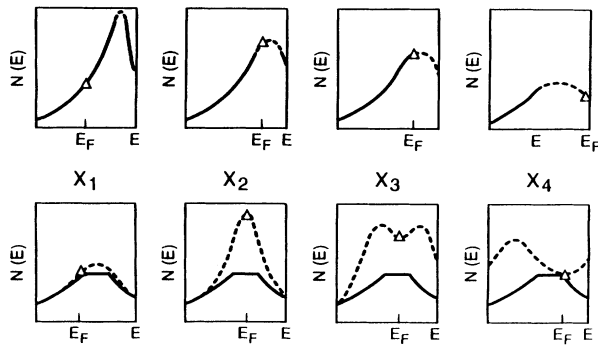 N (E) N (E) N (E) N (E)
E_F E E_F E E_F E E E_F
X_1 X_2 X_3 X_4
N (E) N (E) N (E) N (E)
E_F E E_F E E_F E E_F E